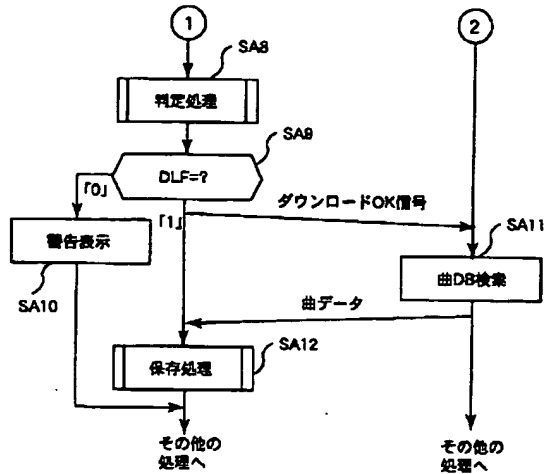 1
2
SA8
判定処理
SA9
DLF=?
「0」
「1」
ダウンロードOK信号
SA11
警告表示
曲DB検索
SA10
曲データ
SA12
保存処理
その他の
処理へ
その他の
処理へ